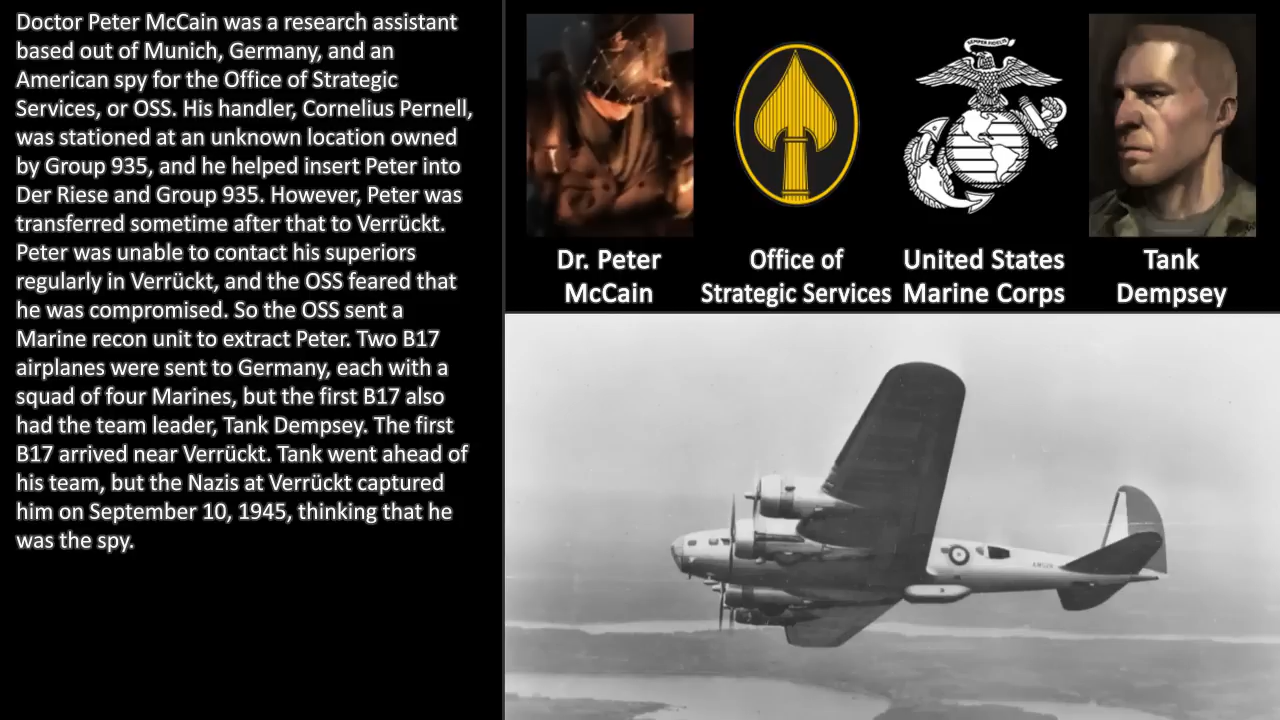 Doctor Peter McCain was a research assistant
based out of Munich, Germany, and an
American spy for the Office of Strategic
Services, or OSS. His handler, Cornelius Pernell,
was stationed at an unknown location owned
by Group 935, and he helped insert Peter into
Der Riese and Group 935. However, Peter was
transferred sometime after that to Verrückt.
Peter was unable to contact his superiors
regularly in Verrückt, and the OSS feared that
he was compromised. So the OSS sent a
Marine recon unit to extract Peter. Two B17
airplanes were sent to Germany, each with a
squad of four Marines, but the first B17 also
had the team leader, Tank Dempsey. The first
B17 arrived near Verrückt. Tank went ahead of
his team, but the Nazis at Verrückt captured
him on September 10, 1945, thinking that he
was the spy.
SEMPER FIDELIS
Dr. Peter
McCain
Office of
Strategic Services
United States
Marine Corps
Tank
Dempsey